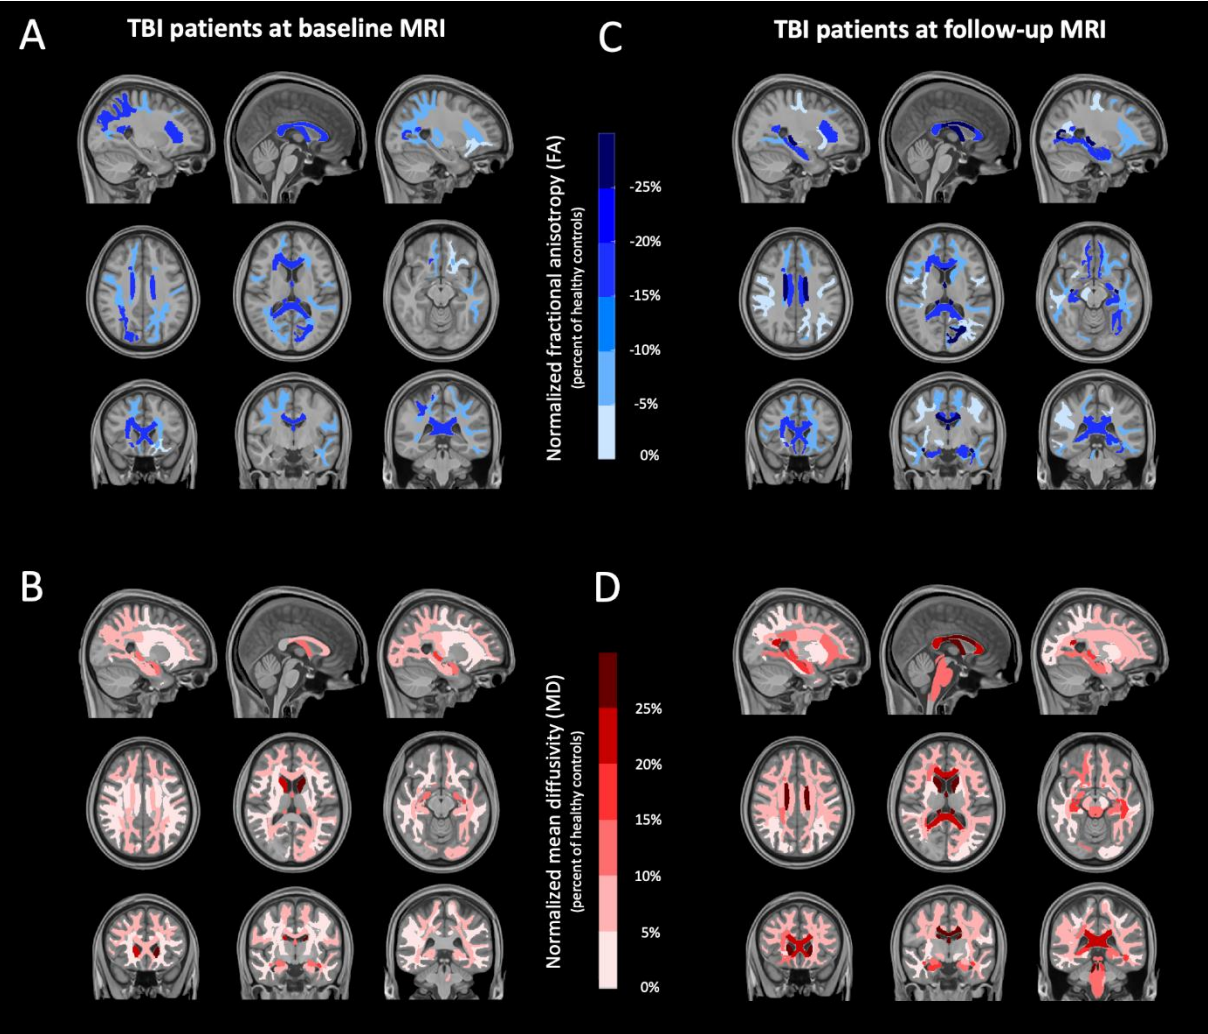 A
TBI patients at baseline MRI
C
TBI patients at follow-up MRI
Normalized fractional anisotropy (FA)
(percent of healthy controls)
-25%
-20%
-15%
-10%
-5%
0%
B
D
Normalized mean diffusivity (MD)
(percent of healthy controls)
25%
20%
15%
10%
5%
0%